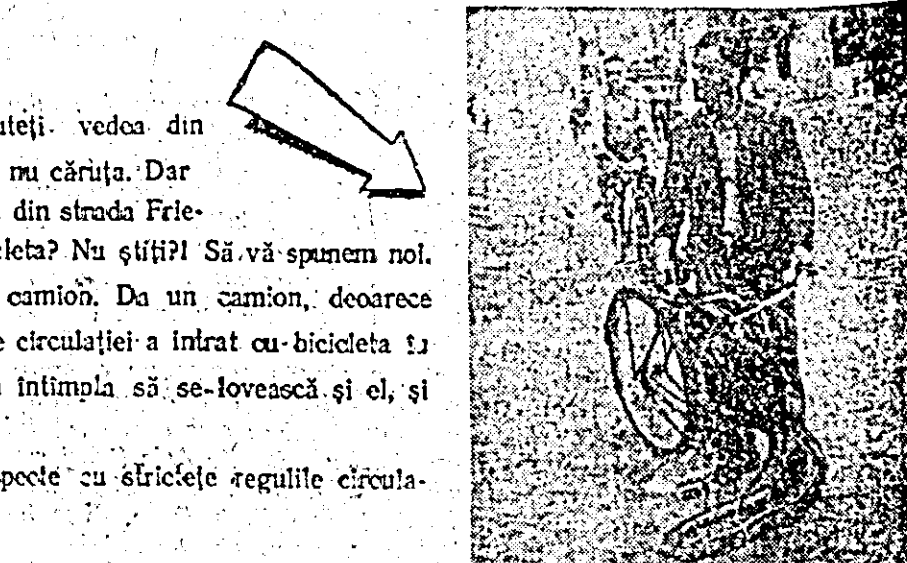 uteți vedea din
nu căruța. Dar
din strada Frie-
cleta? Nu știți?! Să vă spunem noi.
camion. Da un camion, deoarece
e circulației a intrat cu bicicleta
întîmpla să se lovească și el, și
specte cu strictețe regulile circula-